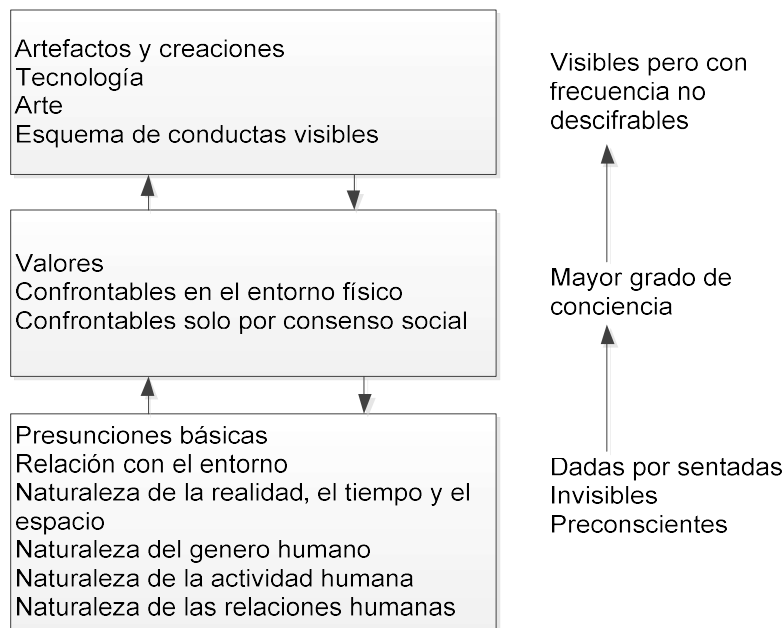 Artefactos y creaciones
Tecnología
Arte
Esquema de conductas visibles
Visibles pero con
frecuencia no
descifrables
Valores
Confrontables en el entorno físico
Confrontables solo por consenso social
Mayor grado de
conciencia
Presunciones básicas
Relación con el entorno
Naturaleza de la realidad, el tiempo y el
espacio
Naturaleza del genero humano
Naturaleza de la actividad humana
Naturaleza de las relaciones humanas
Dadas por sentadas
Invisibles
Preconscientes